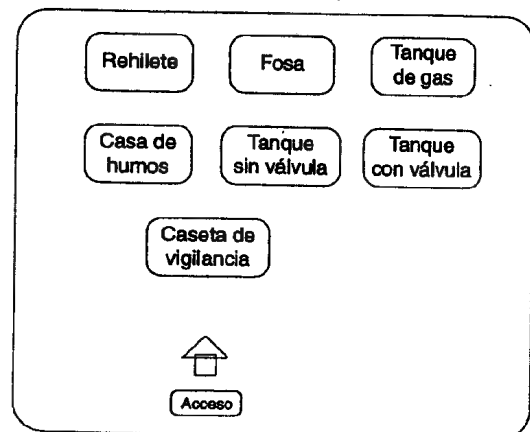 Rehilete
Fosa
Tanque
de gas
Casa de
humos
Tanque
sin válvula
Tanque
con válvula
Caseta de
vigilancia
Acceso